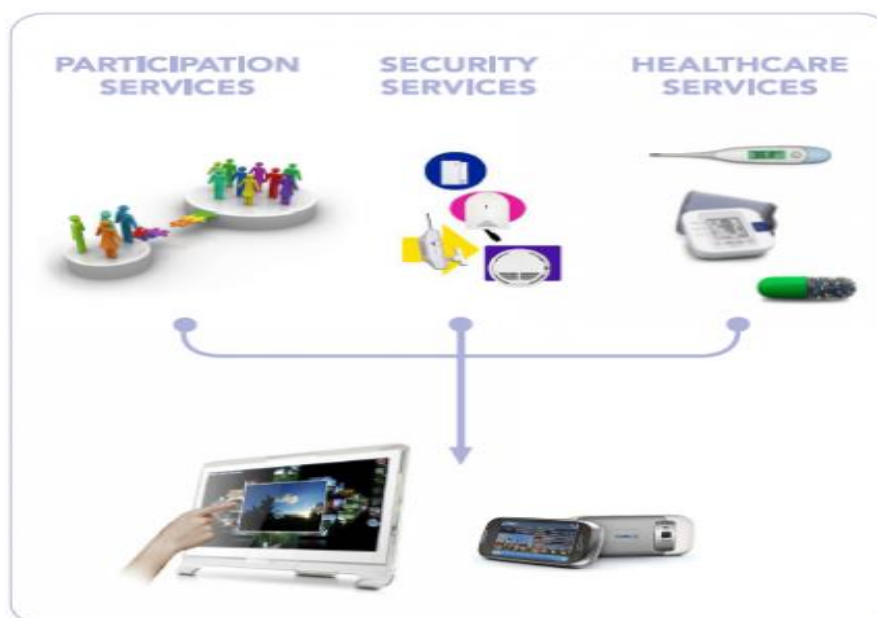 PARTICIPATION
SERVICES
SECURITY
SERVICES
HEALTHCARE
SERVICES